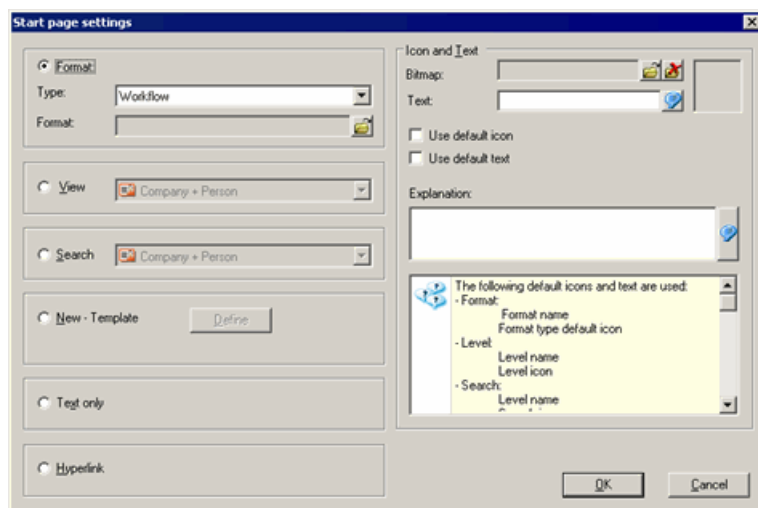 Start page settings
Format
Type:
Workflow
Format:
View
Company + Person
Search
Company + Person
New - Template
Define
Text only
Hyperlink
Icon and Text
Bitmap:
Text:
Use default icon
Use default text
Explanation:
The following default icons and text are used:
- Format:
Format name
Format type default icon
- Level:
Level name
Level icon
- Search:
Level name
OK
Cancel